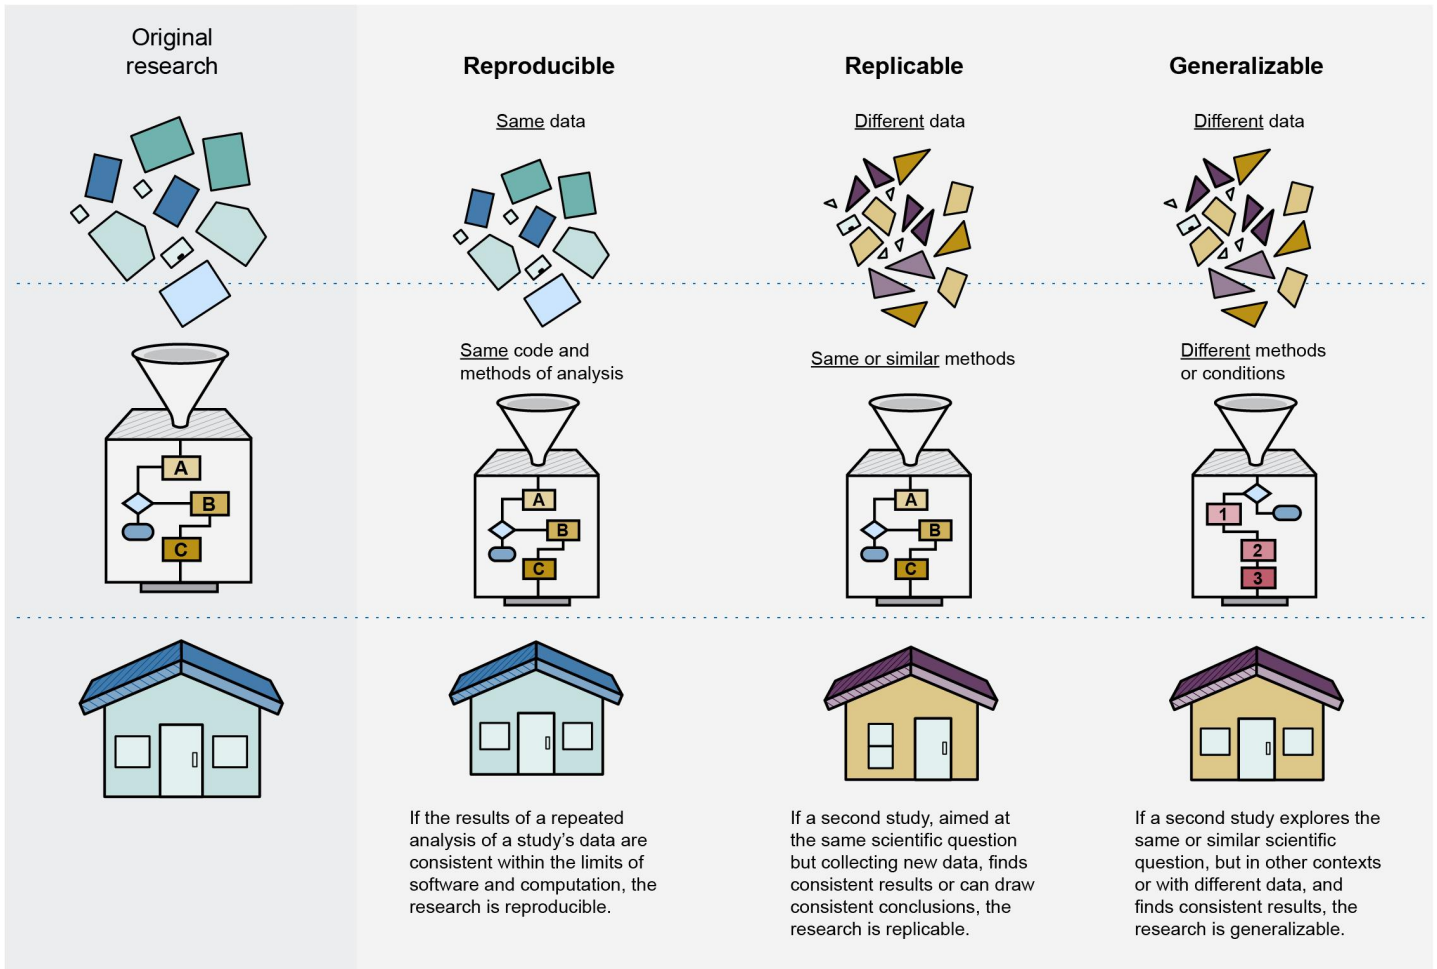 Original
research
Reproducible
Replicable
Generalizable
Same data
Different data
Different data
Same code and
methods of analysis
Same or similar methods
Different methods
or conditions
A
B
C
A
B
C
A
B
C
1
2
3
If the results of a repeated
analysis of a study’s data are
consistent within the limits of
software and computation, the
research is reproducible.
If a second study, aimed at
the same scientific question
but collecting new data, finds
consistent results or can draw
consistent conclusions, the
research is replicable.
If a second study explores the
same or similar scientific
question, but in other contexts
or with different data, and
finds consistent results, the
research is generalizable.